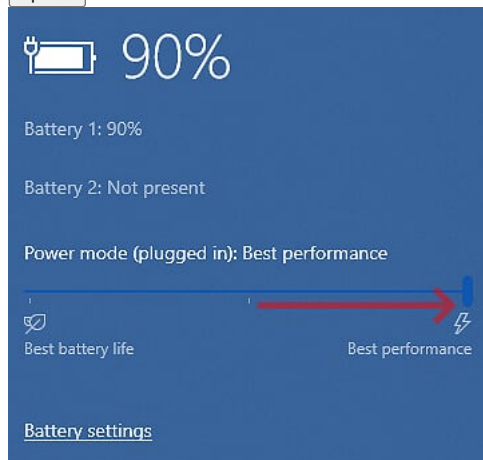 90%
Battery 1: 90%
Battery 2: Not present
Power mode (plugged in): Best performance
Best battery life
Best performance
Battery settings